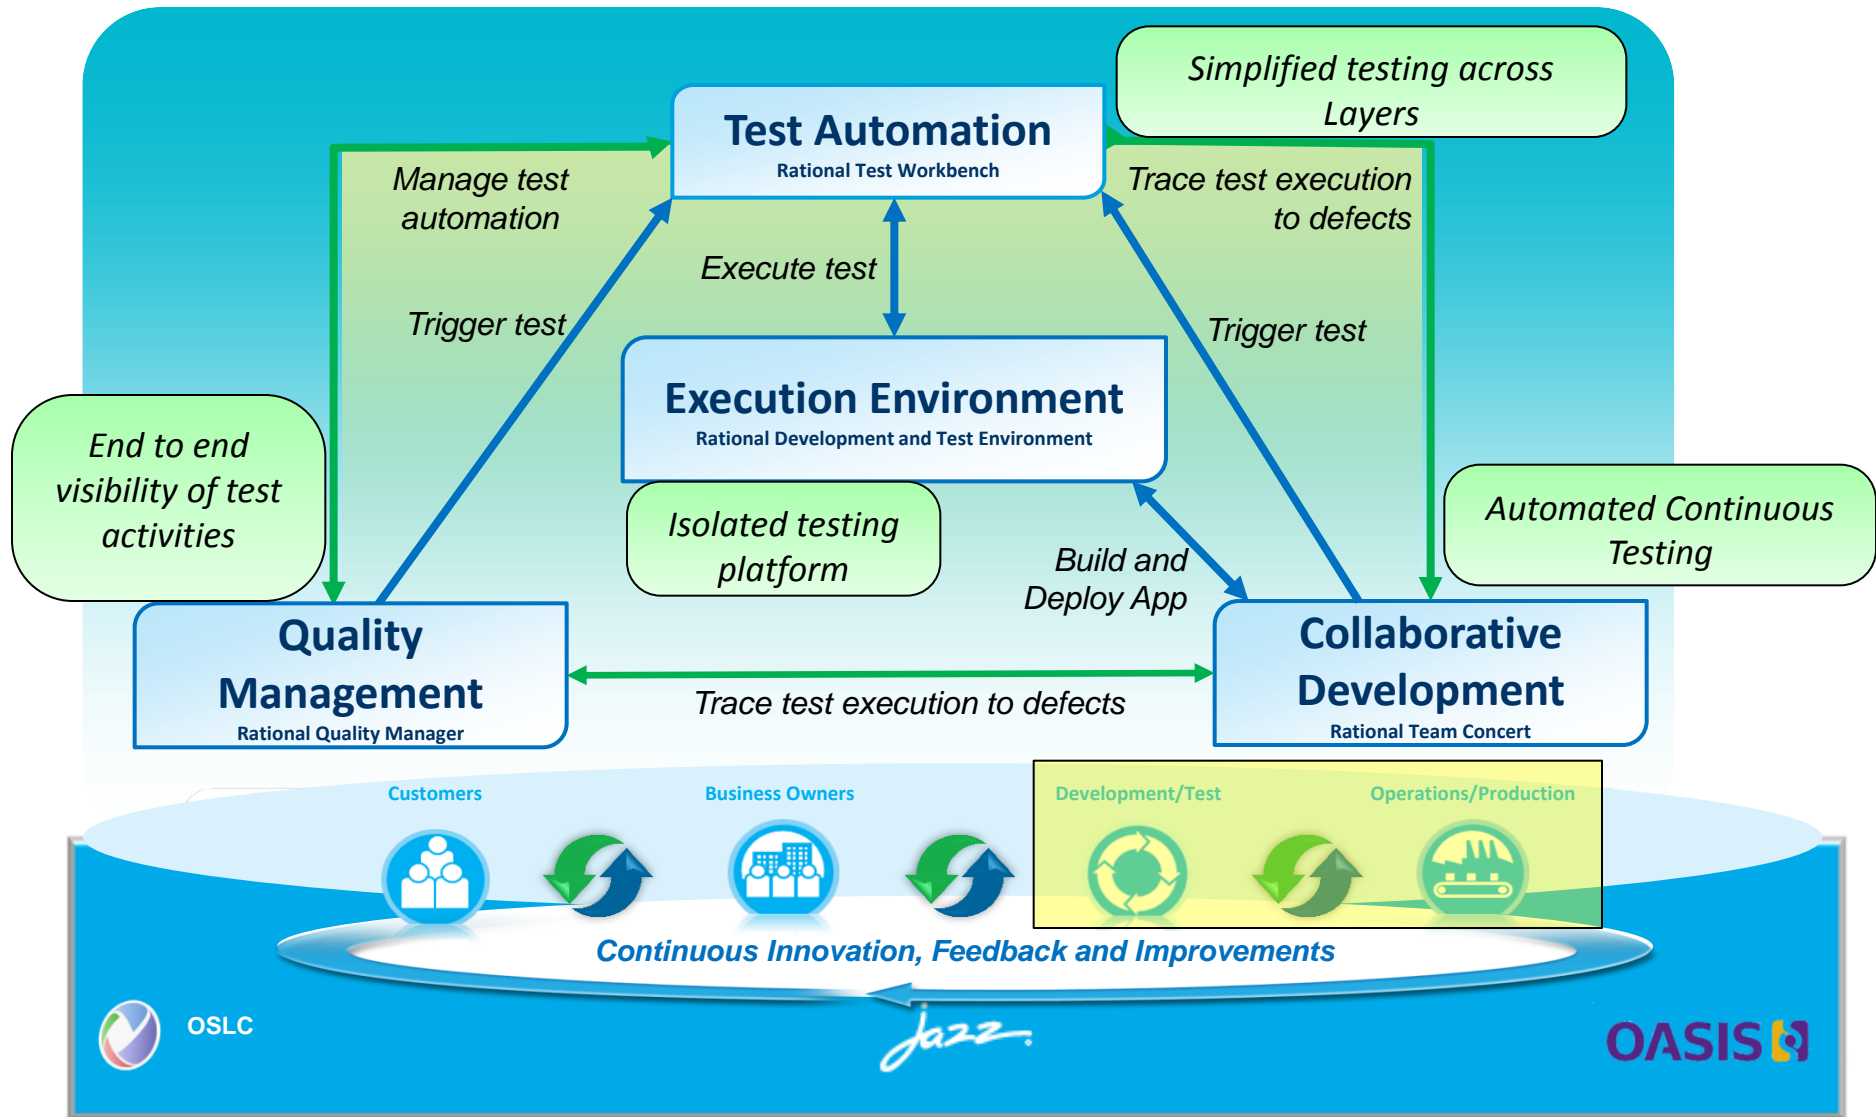 Simplified testing across
Layers
Test Automation
Rational Test Workbench
Manage test
automation
Trace test execution
to defects
Execute test
Trigger test
Trigger test
Execution Environment
Rational Development and Test Environment
End to end
visibility of test
activities
Isolated testing
platform
Automated Continuous
Testing
Build and
Deploy App
Quality
Management
Rational Quality Manager
Collaborative
Development
Rational Team Concert
Trace test execution to defects
Customers
Business Owners
Development/Test
Operations/Production
Continuous Innovation, Feedback and Improvements
OSLC
Jazz
OASIS